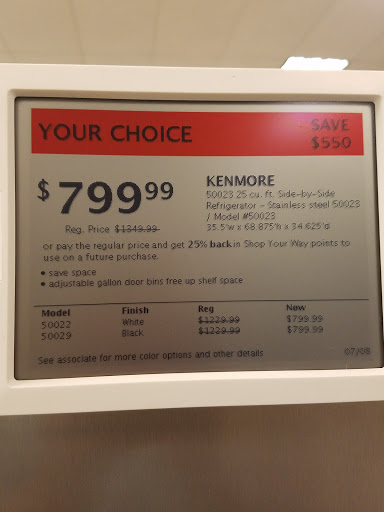 YOUR CHOICE
SAVE
$550
$799⁹⁹
Reg. Price $1349.99
KENMORE
50023 25 cu. ft. Side-by-Side
Refrigerator - Stainless steel 50023
/ Model #50023
35.5'w x 68.875'h x 34.625'd
or pay the regular price and get 25% back in Shop Your Way points to
use on a future purchase.
• save space
• adjustable gallon door bins free up shelf space
Model Finish Reg Now
50022 White $1229.99 $799.99
50029 Black $1229.99 $799.99
See associate for more color options and other details
07/08